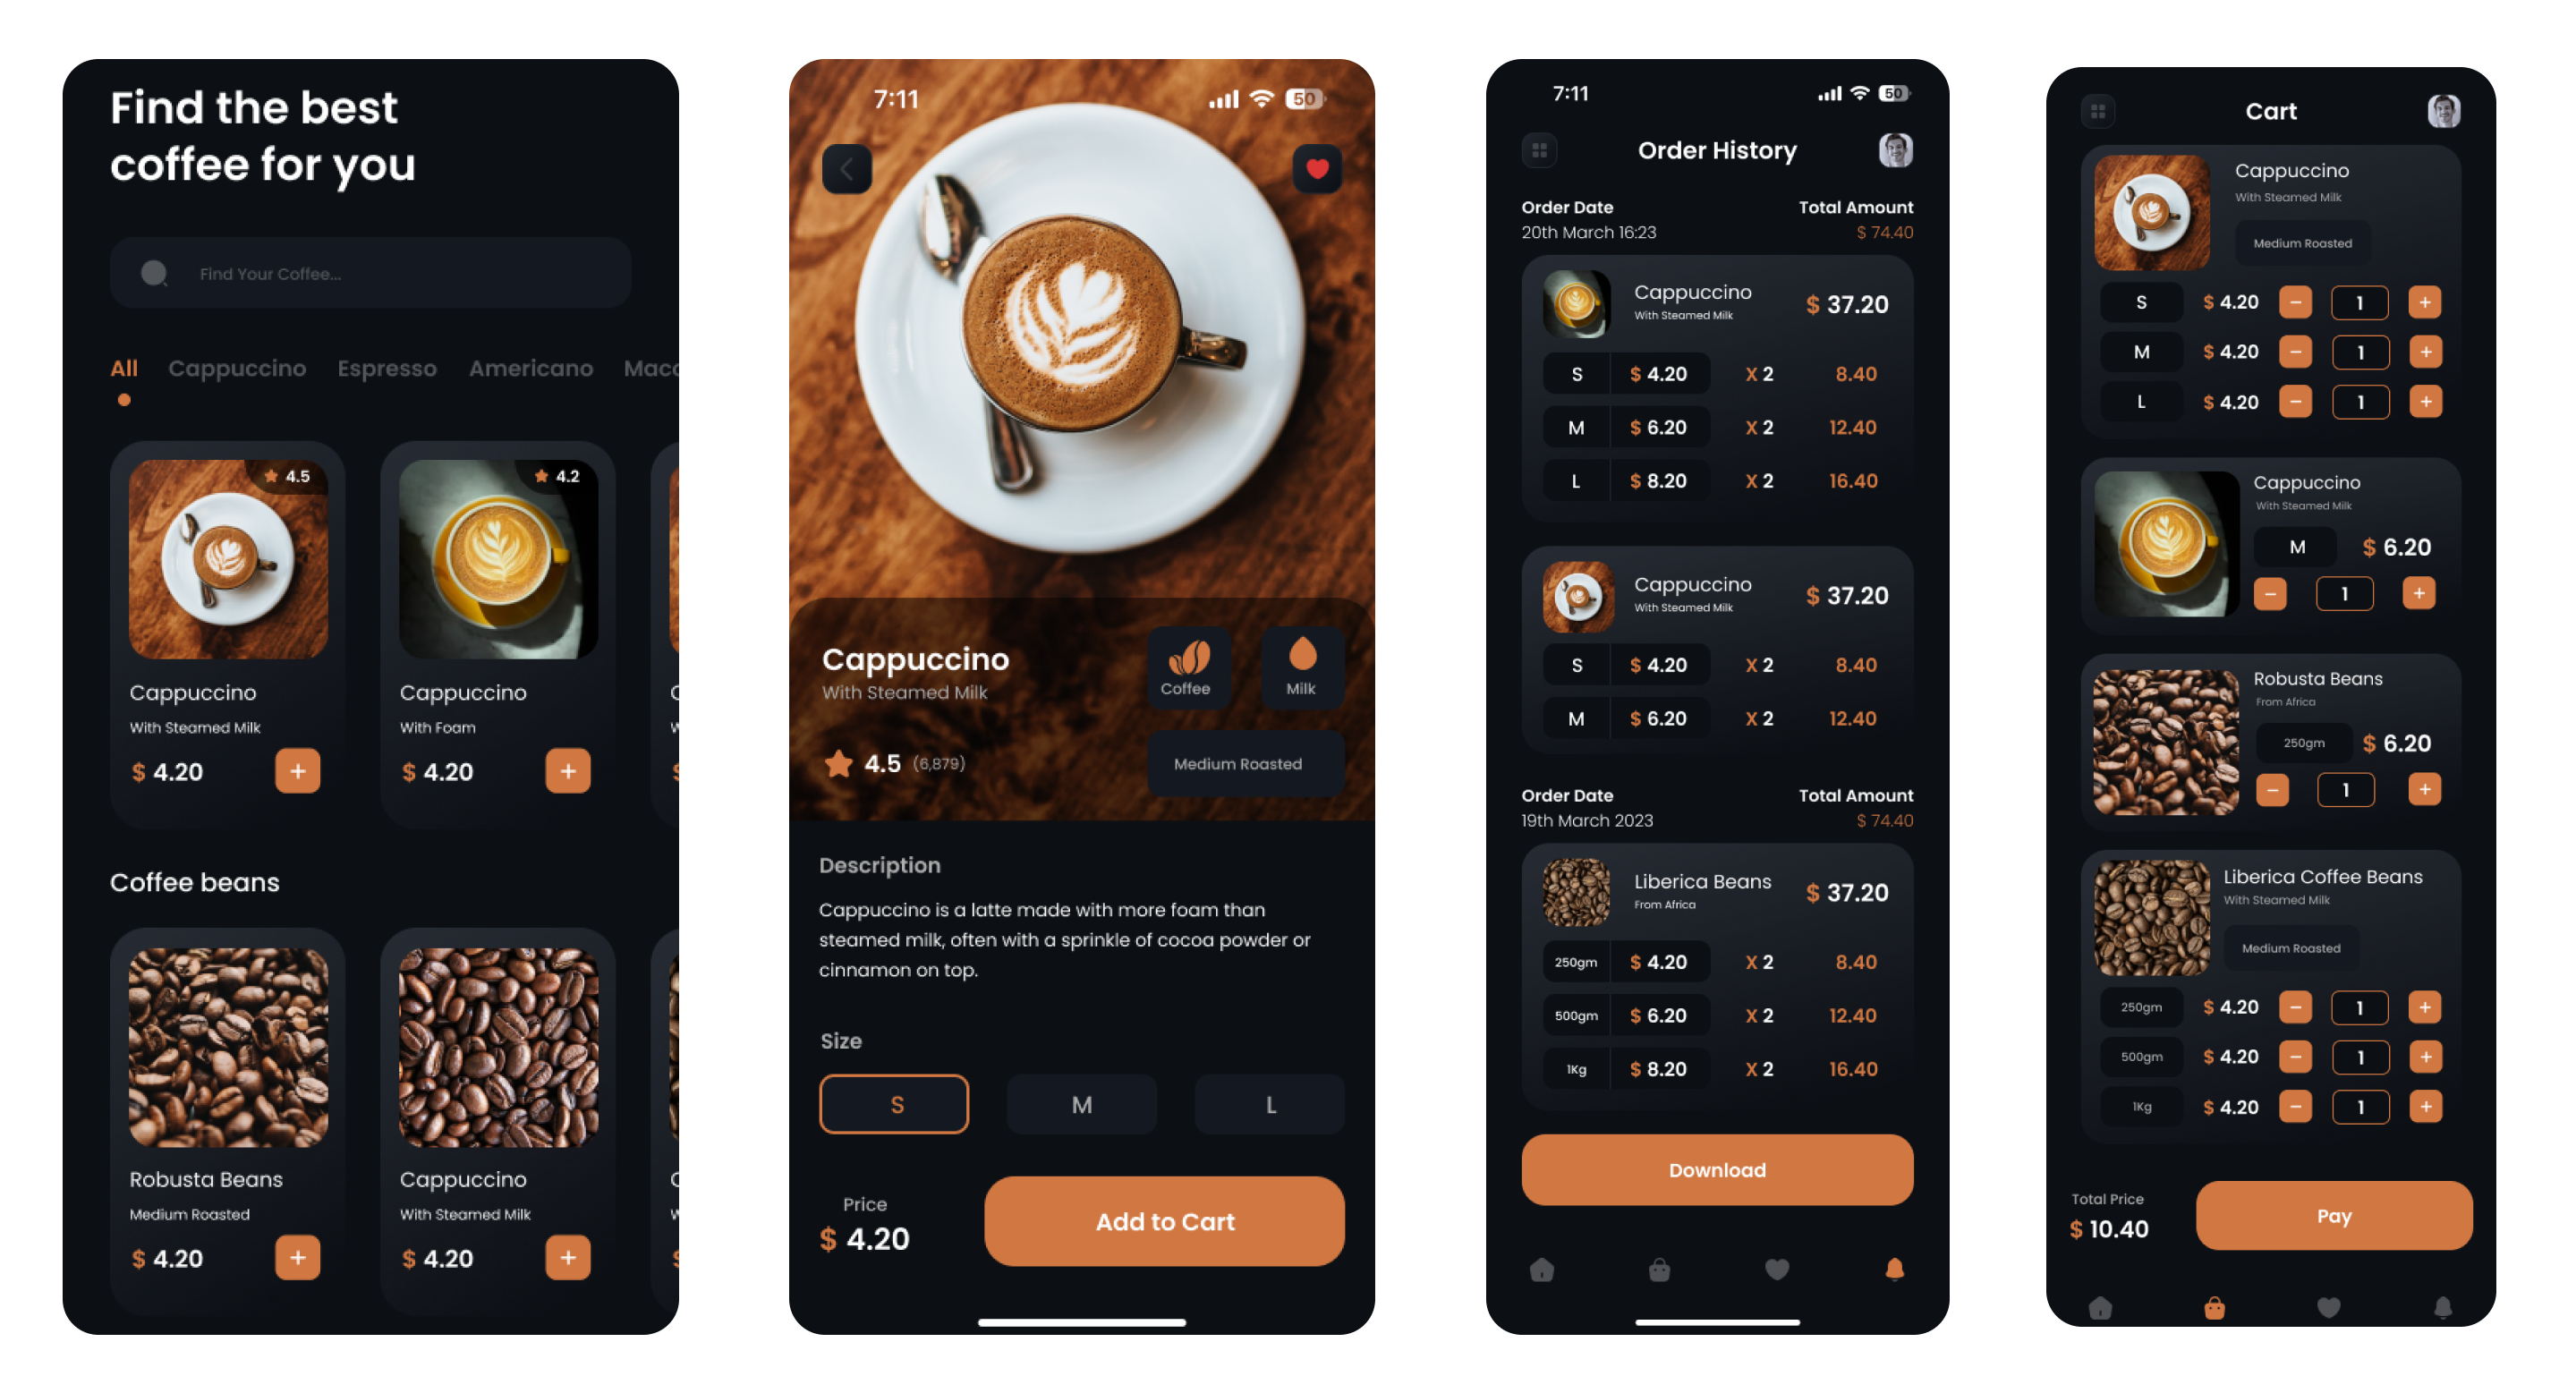 Find the best
coffee for you
Find Your Coffee...
All Cappuccino Espresso Americano
4.5
Cappuccino
With Steamed Milk
$ 4.20 +
4.2
Cappuccino
With Foam
$ 4.20 +
Coffee beans
Robusta Beans
Medium Roasted
$ 4.20 +
Cappuccino
With Steamed Milk
$ 4.20 +
7:11 50
Cappuccino
With Steamed Milk
Coffee
Milk
4.5 (6,879)
Medium Roasted
Description
Cappuccino is a latte made with more foam than
steamed milk, often with a sprinkle of cocoa powder or
cinnamon on top.
Size
S M L
Price
$ 4.20
Add to Cart
7:11 50
Order History
Order Date Total Amount
20th March 16:23 $ 74.40
Cappuccino
With Steamed Milk
$ 37.20
S $ 4.20 X 2 8.40
M $ 6.20 X 2 12.40
L $ 8.20 X 2 16.40
Cappuccino
With Steamed Milk
$ 37.20
S $ 4.20 X 2 8.40
M $ 6.20 X 2 12.40
Order Date Total Amount
19th March 2023 $ 74.40
Liberica Beans
From Africa
$ 37.20
250gm $ 4.20 X 2 8.40
500gm $ 6.20 X 2 12.40
1Kg $ 8.20 X 2 16.40
Download
Cart
Cappuccino
With Steamed Milk
Medium Roasted
S $ 4.20 − 1 +
M $ 4.20 − 1 +
L $ 4.20 − 1 +
Cappuccino
With Steamed Milk
M $ 6.20
− 1 +
Robusta Beans
From Africa
250gm $ 6.20
− 1 +
Liberica Coffee Beans
With Steamed Milk
Medium Roasted
250gm $ 4.20 − 1 +
500gm $ 4.20 − 1 +
1Kg $ 4.20 − 1 +
Total Price
$ 10.40
Pay